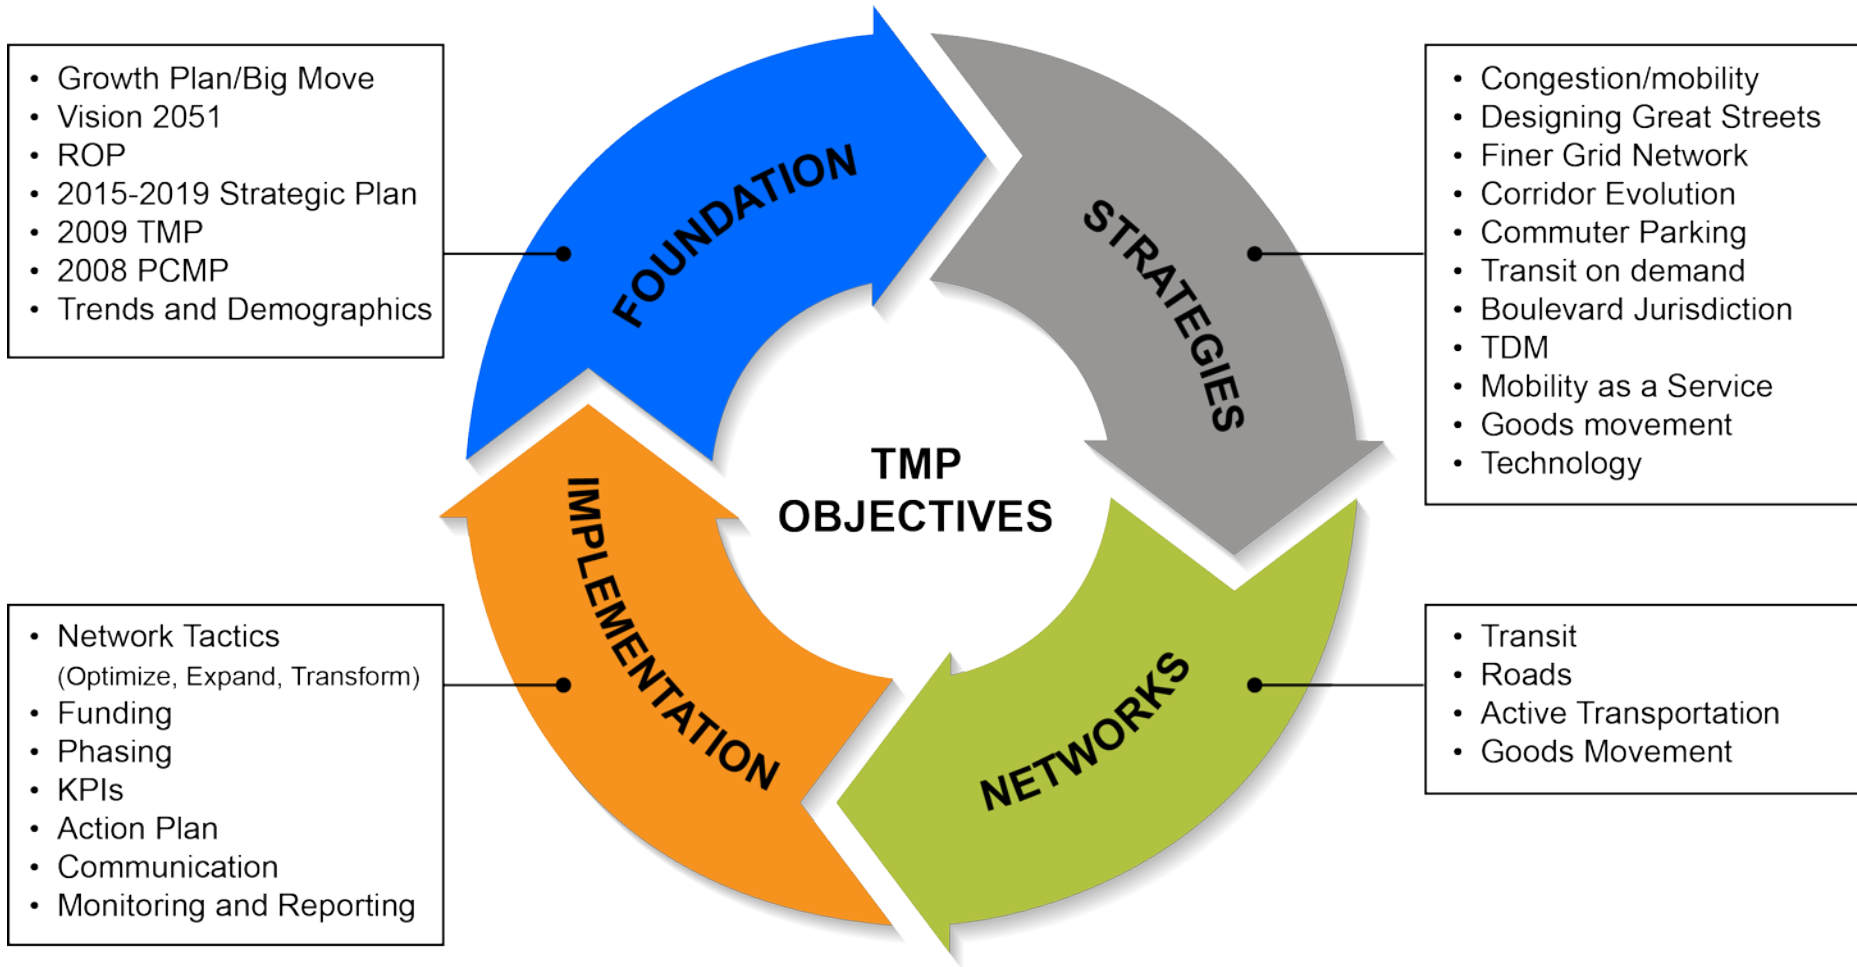 • Growth Plan/Big Move
• Vision 2051
• ROP
• 2015-2019 Strategic Plan
• 2009 TMP
• 2008 PCMP
• Trends and Demographics
FOUNDATION
STRATEGIES
• Congestion/mobility
• Designing Great Streets
• Finer Grid Network
• Corridor Evolution
• Commuter Parking
• Transit on demand
• Boulevard Jurisdiction
• TDM
• Mobility as a Service
• Goods movement
• Technology
TMP
OBJECTIVES
IMPLEMENTATION
NETWORKS
• Network Tactics
(Optimize, Expand, Transform)
• Funding
• Phasing
• KPIs
• Action Plan
• Communication
• Monitoring and Reporting
• Transit
• Roads
• Active Transportation
• Goods Movement